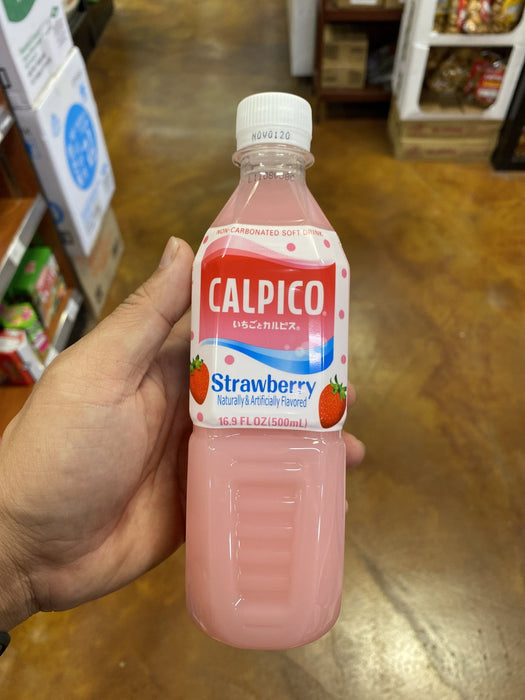 NOV0120
NON-CARBONATED SOFT DRINK
CALPICO®
いちごとカルピス®
Strawberry
Naturally & Artificially Flavored
16.9 FL OZ (500mL)